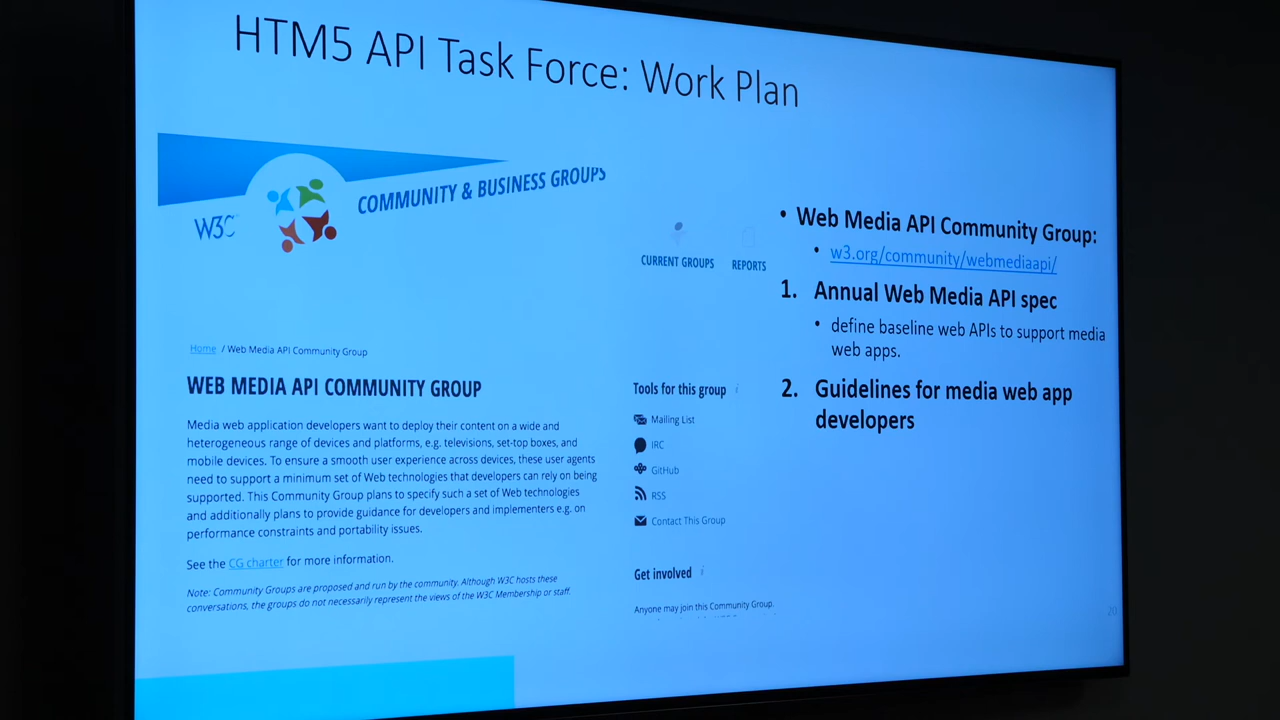 HTM5 API Task Force: Work Plan
W3C
COMMUNITY & BUSINESS GROUPS
CURRENT GROUPS
REPORTS
Home / Web Media API Community Group
WEB MEDIA API COMMUNITY GROUP
Media web application developers want to deploy their content on a wide and
heterogeneous range of devices and platforms, e.g. televisions, set-top boxes, and
mobile devices. To ensure a smooth user experience across devices, these user agents
need to support a minimum set of Web technologies that developers can rely on being
supported. This Community Group plans to specify such a set of Web technologies
and additionally plans to provide guidance for developers and implementers e.g. on
performance constraints and portability issues.
See the CG charter for more information.
Note: Community Groups are proposed and run by the community. Although W3C hosts these
conversations, the groups do not necessarily represent the views of the W3C Membership or staff.
Tools for this group i
Mailing List
IRC
GitHub
RSS
Contact This Group
Get involved i
Anyone may join this Community Group.
• Web Media API Community Group:
• w3.org/community/webmediaapi/
1. Annual Web Media API spec
• define baseline web APIs to support media
web apps.
2. Guidelines for media web app
developers
20